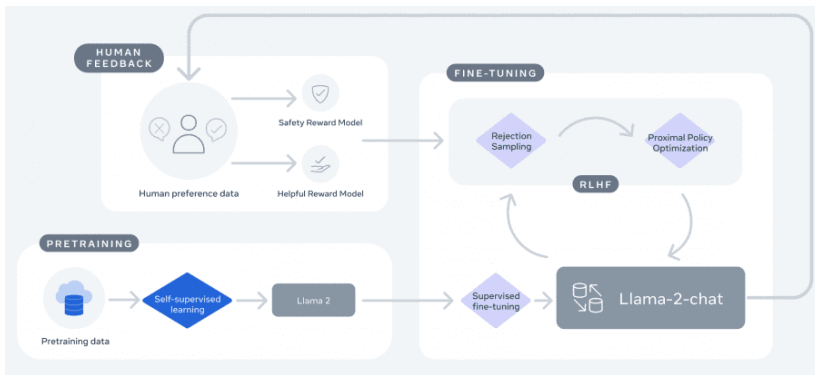 HUMAN
FEEDBACK
Safety Reward Model
Human preference data
Helpful Reward Model
FINE-TUNING
Rejection
Sampling
Proximal Policy
Optimization
RLHF
PRETRAINING
Pretraining data
Self-supervised
learning
Llama 2
Supervised
fine-tuning
Llama-2-chat